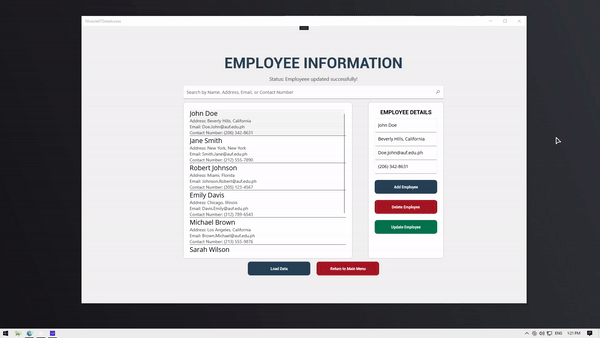 EMPLOYEE INFORMATION
Status: Employee updated successfully!
Search by Name, Address, Email, or Contact Number
John Doe
Address: Beverly Hills, California
Email: Doe.John@auf.edu.ph
Contact Number: (206) 342-8631
Jane Smith
Address: New York, New York
Email: Smith.Jane@auf.edu.ph
Contact Number: (212) 555-7890
Robert Johnson
Address: Miami, Florida
Email: Johnson.Robert@auf.edu.ph
Contact Number: (305) 123-4567
Emily Davis
Address: Chicago, Illinois
Email: Davis.Emily@auf.edu.ph
Contact Number: (312) 789-6543
Michael Brown
Address: Los Angeles, California
Email: Brown.Michael@auf.edu.ph
Contact Number: (213) 555-9876
Sarah Wilson
EMPLOYEE DETAILS
John Doe
Beverly Hills, California
Doe.John@auf.edu.ph
(206) 342-8631
Add Employee
Delete Employee
Update Employee
Load Data
Return to Main Menu
ENG
1:21 PM